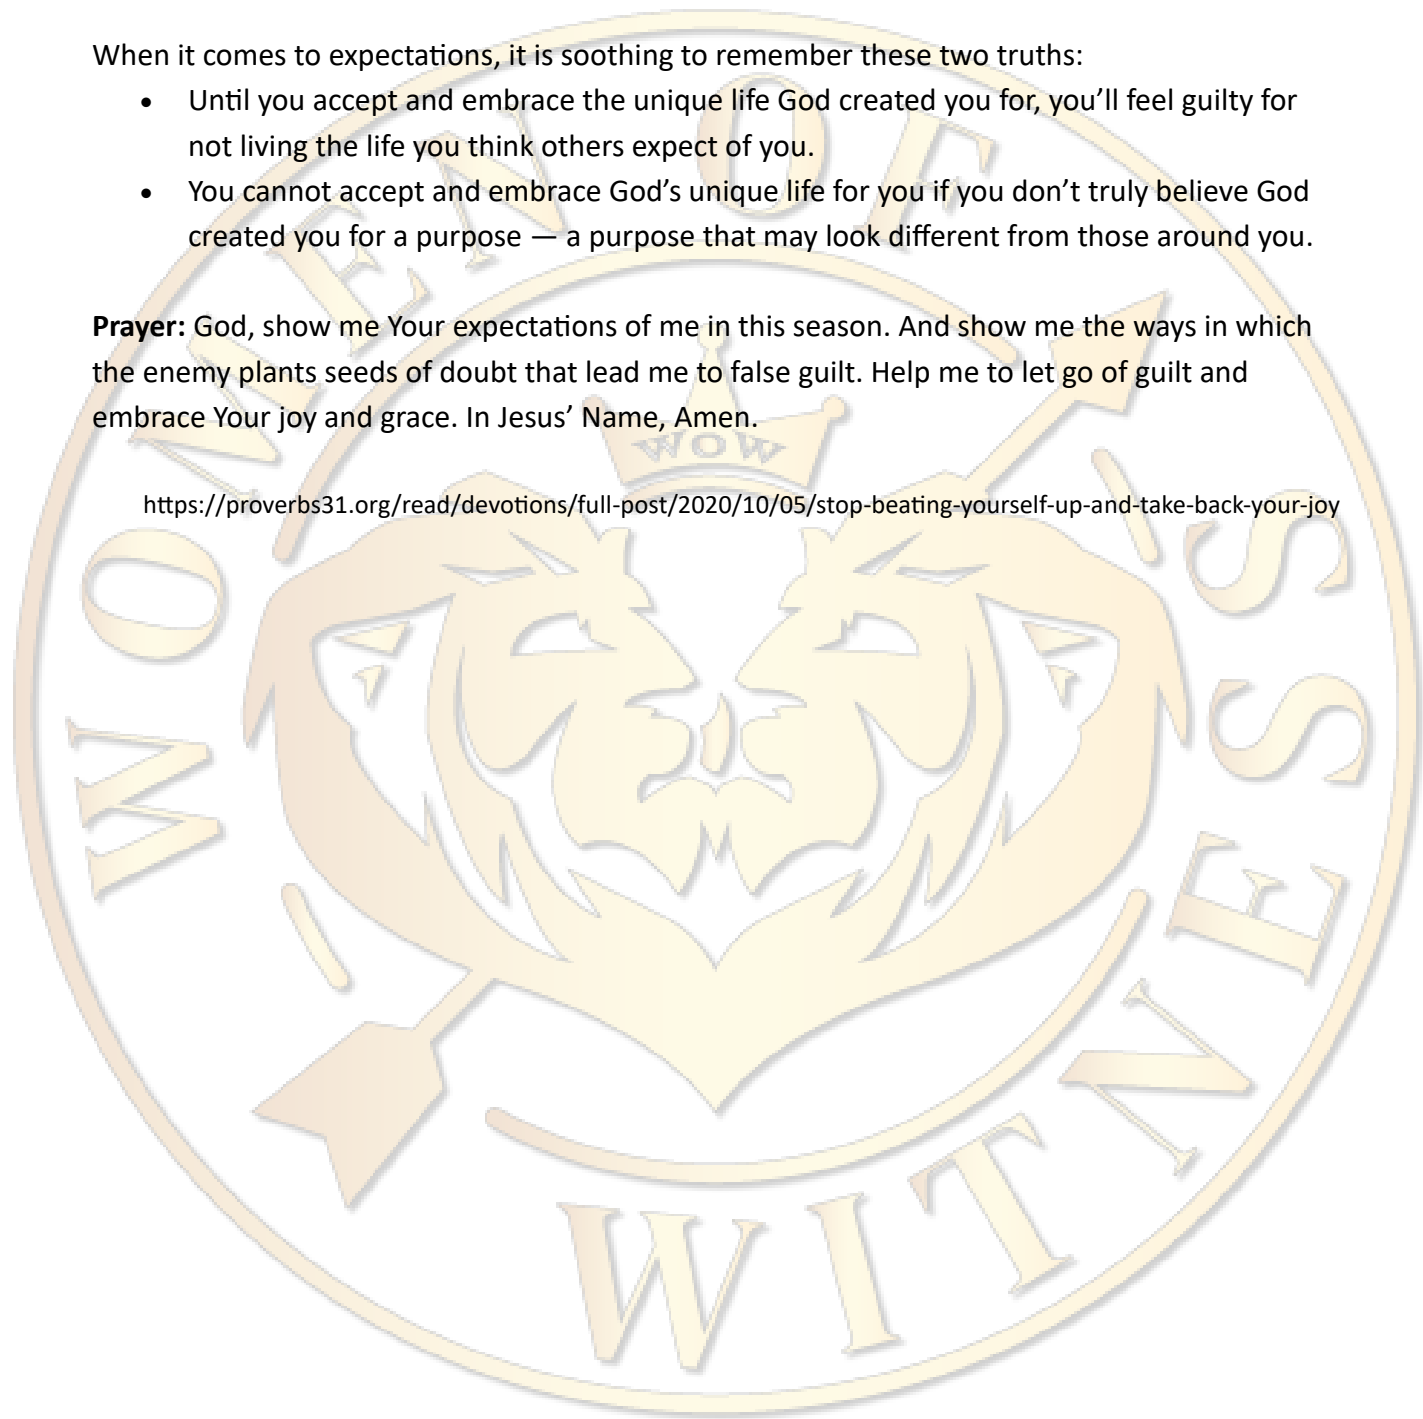 When it comes to expectations, it is soothing to remember these two truths:
• Until you accept and embrace the unique life God created you for, you’ll feel guilty for
not living the life you think others expect of you.
• You cannot accept and embrace God’s unique life for you if you don’t truly believe God
created you for a purpose — a purpose that may look different from those around you.
Prayer: God, show me Your expectations of me in this season. And show me the ways in which
the enemy plants seeds of doubt that lead me to false guilt. Help me to let go of guilt and
embrace Your joy and grace. In Jesus’ Name, Amen.
https://proverbs31.org/read/devotions/full-post/2020/10/05/stop-beating-yourself-up-and-take-back-your-joy
WOMEN OF
WOW
WITNESS